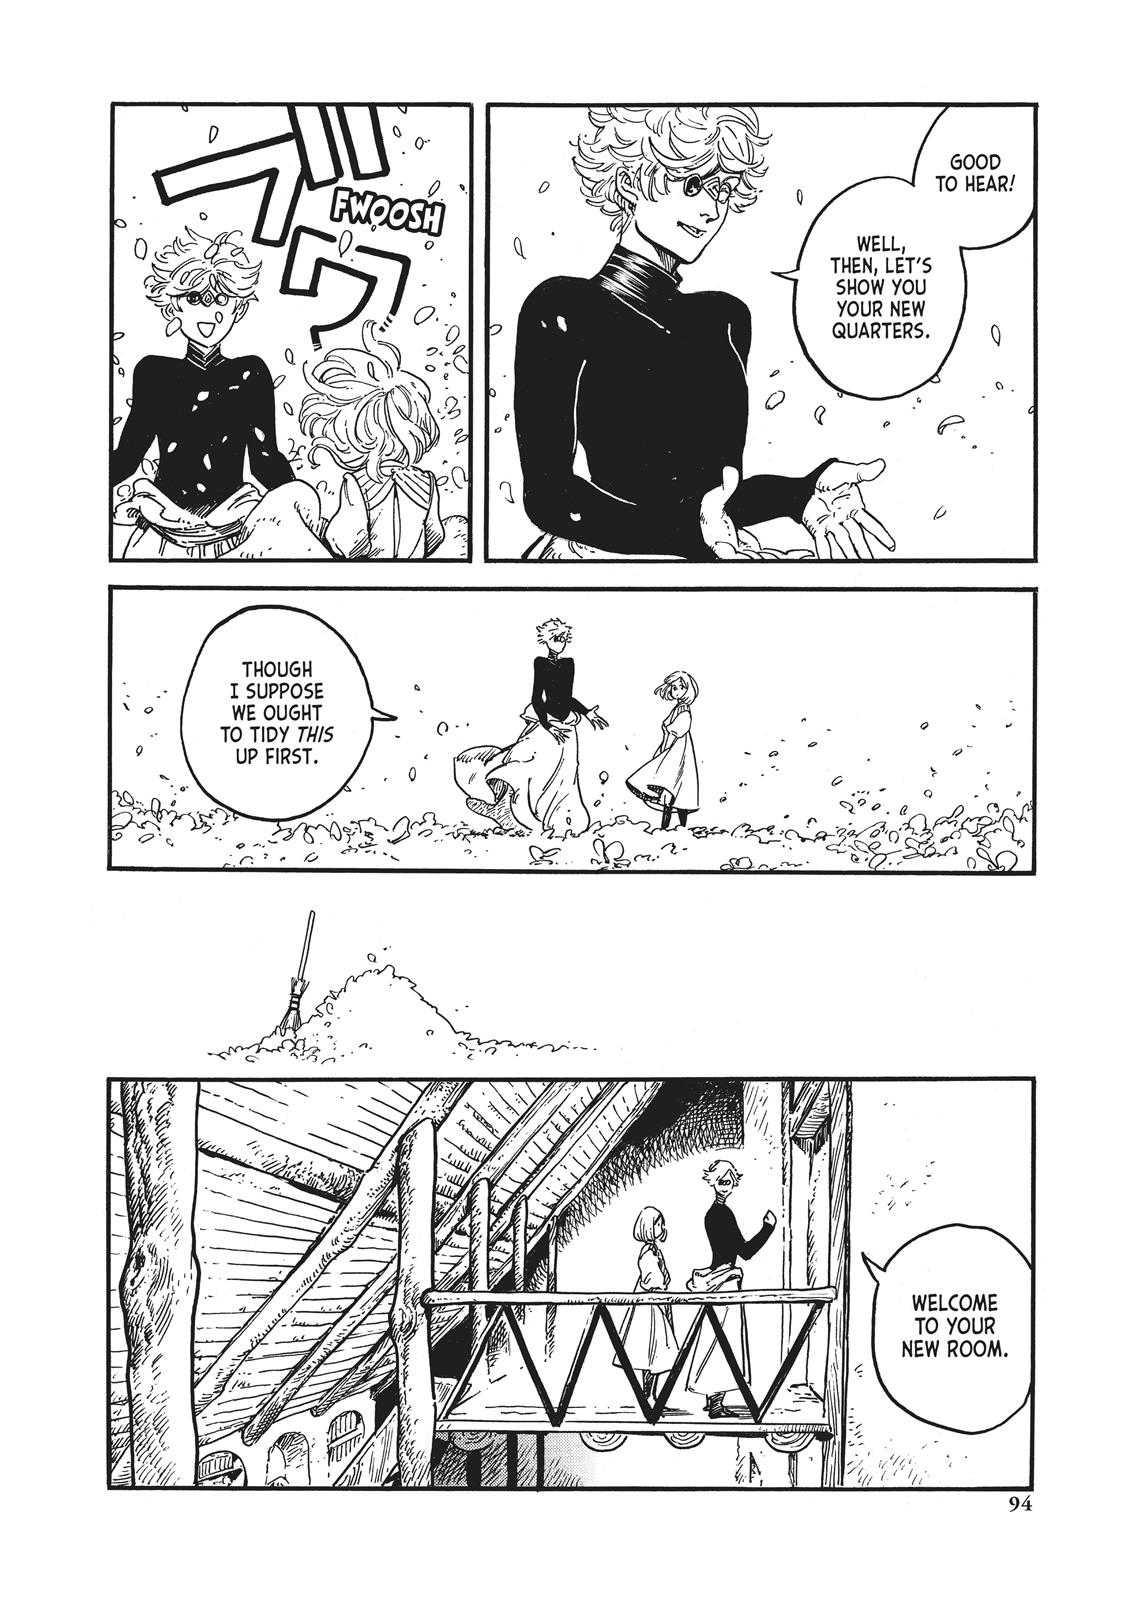 GOOD
TO HEAR!
WELL,
THEN, LET'S
SHOW YOU
YOUR NEW
QUARTERS.
ブワ
FWOOSH
THOUGH
I SUPPOSE
WE OUGHT
TO TIDY THIS
UP FIRST.
WELCOME
TO YOUR
NEW ROOM.
94